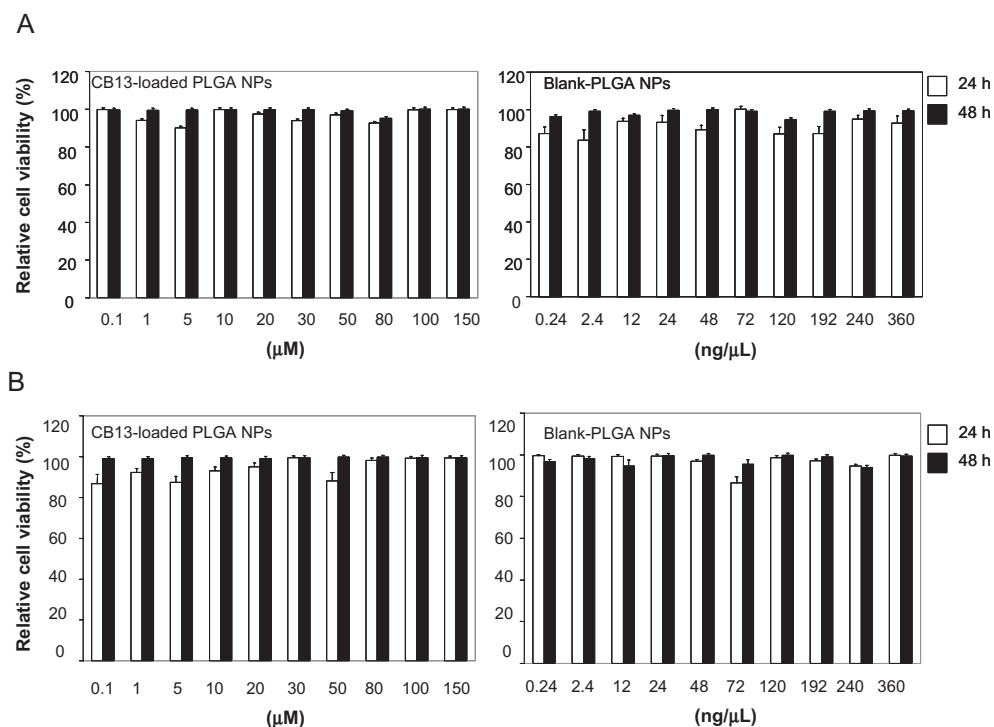 A
CB13-loaded PLGA NPs
Relative cell viability (%)
120
100
80
60
40
20
0
0.1 1 5 10 20 30 50 80 100 150
(μM)
Blank-PLGA NPs
120
100
80
60
40
20
0
0.24 2.4 12 24 48 72 120 192 240 360
(ng/μL)
24 h
48 h
B
CB13-loaded PLGA NPs
Relative cell viability (%)
120
100
80
60
40
20
0
0.1 1 5 10 20 30 50 80 100 150
(μM)
Blank-PLGA NPs
120
100
80
60
40
20
0
0.24 2.4 12 24 48 72 120 192 240 360
(ng/μL)
24 h
48 h